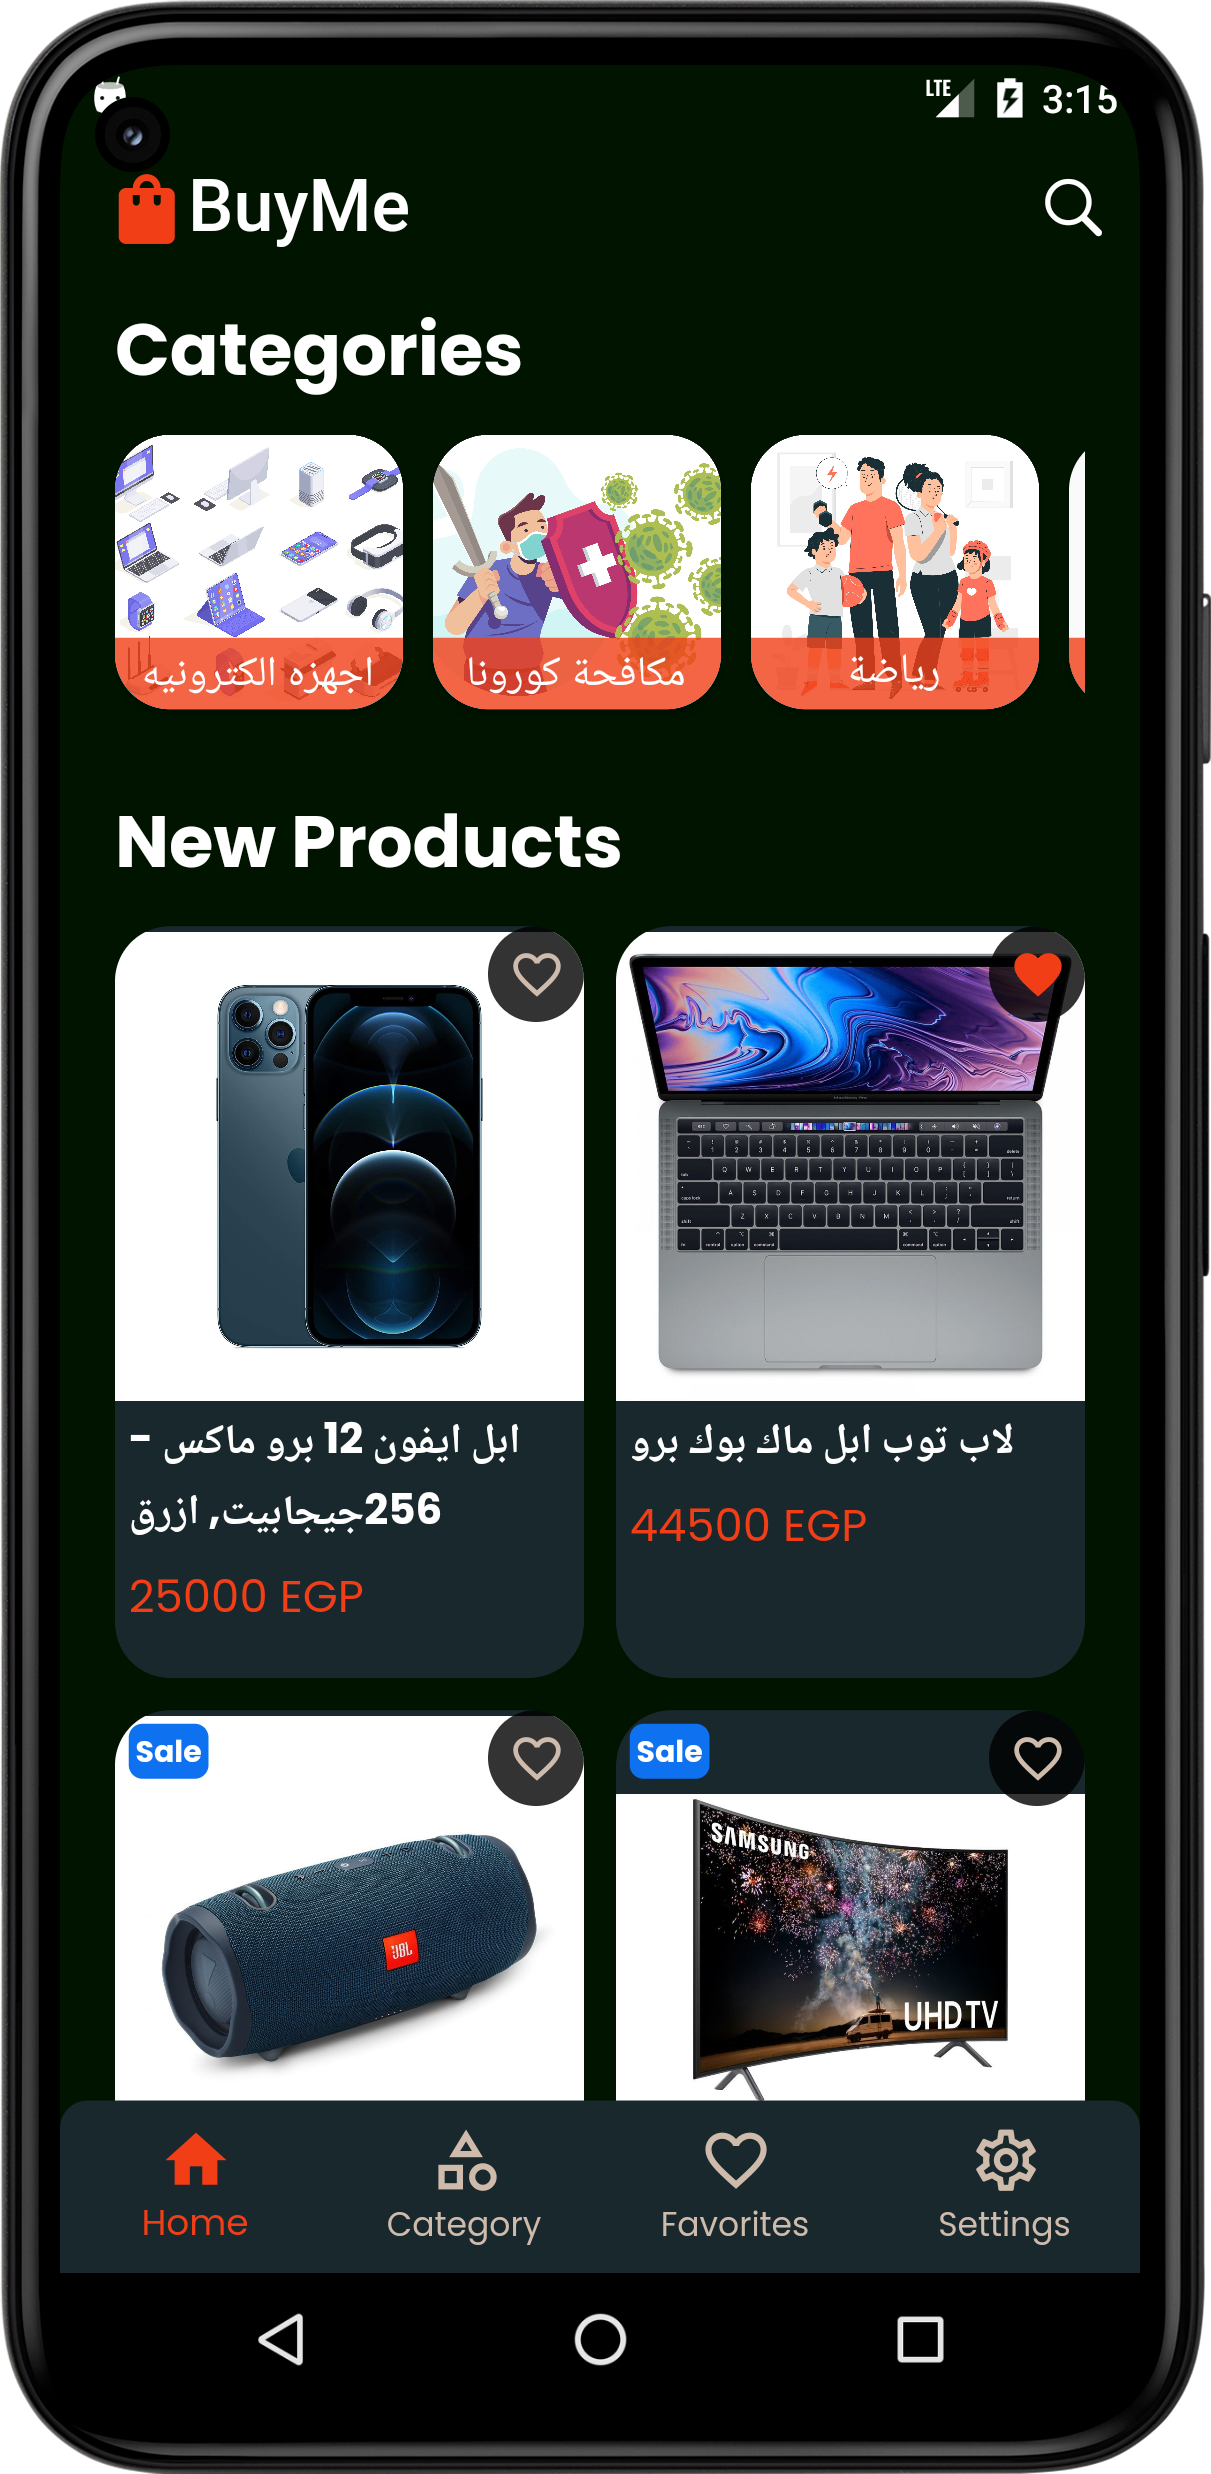 LTE 3:15
BuyMe
Categories
اجهزه الكترونيه
مكافحة كورونا
رياضة
New Products
ابل ايفون 12 برو ماكس -
256جيجابيت, ازرق
25000 EGP
لاب توب ابل ماك بوك برو
44500 EGP
Sale
JBL
Sale
SAMSUNG
UHD TV
Home
Category
Favorites
Settings